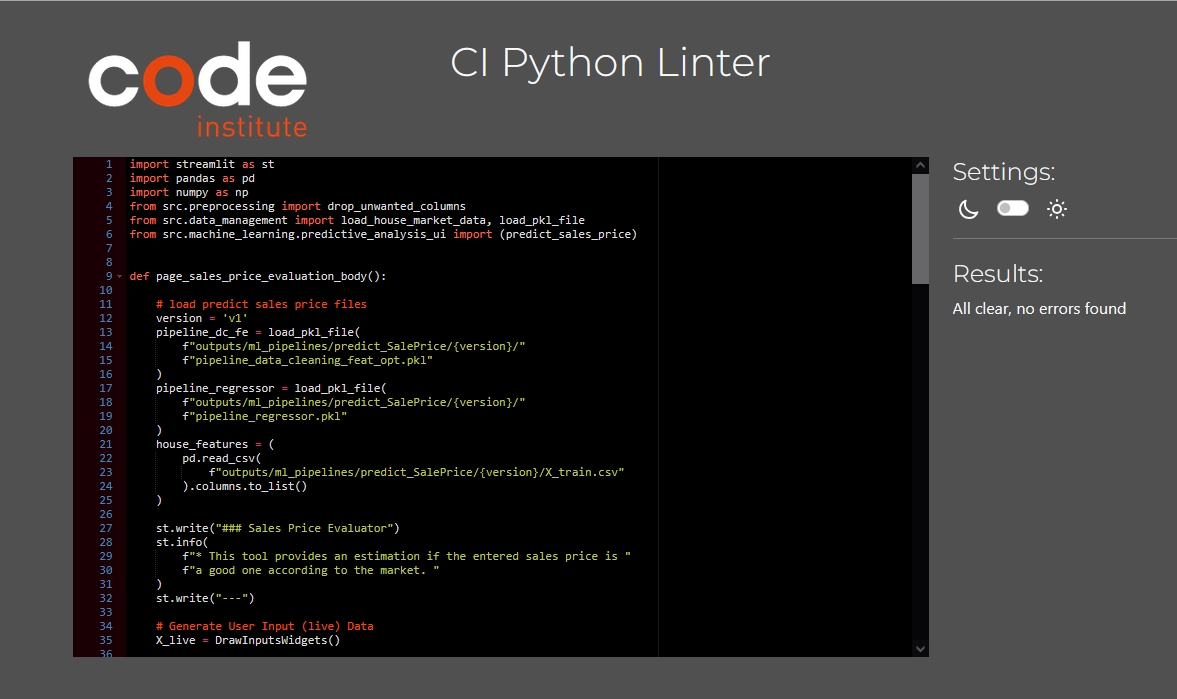 code
institute
CI Python Linter
1 import streamlit as st
2 import pandas as pd
3 import numpy as np
4 from src.preprocessing import drop_unwanted_columns
5 from src.data_management import load_house_market_data, load_pkl_file
6 from src.machine_learning.predictive_analysis_ui import (predict_sales_price)
7
8
9 def page_sales_price_evaluation_body():
10
11     # load predict sales price files
12     version = 'v1'
13     pipeline_dc_fe = load_pkl_file(
14         f"outputs/ml_pipelines/predict_SalePrice/{version}/"
15         f"pipeline_data_cleaning_feat_opt.pkl"
16     )
17     pipeline_regressor = load_pkl_file(
18         f"outputs/ml_pipelines/predict_SalePrice/{version}/"
19         f"pipeline_regressor.pkl"
20     )
21     house_features = (
22         pd.read_csv(
23             f"outputs/ml_pipelines/predict_SalePrice/{version}/X_train.csv"
24         ).columns.to_list()
25     )
26
27     st.write("### Sales Price Evaluator")
28     st.info(
29         f"* This tool provides an estimation if the entered sales price is "
30         f"a good one according to the market. "
31     )
32     st.write("---")
33
34     # Generate User Input (live) Data
35     X_live = DrawInputsWidgets()
36
Settings:
Results:
All clear, no errors found